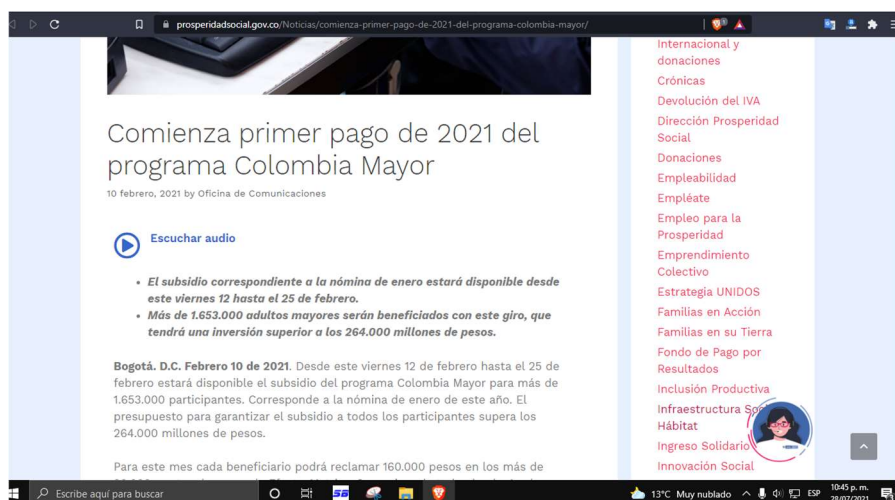 prosperidadsocial.gov.co/Noticias/comienza-primer-pago-de-2021-del-programa-colombia-mayor/
Comienza primer pago de 2021 del
programa Colombia Mayor
10 febrero, 2021 by Oficina de Comunicaciones
Escuchar audio
• El subsidio correspondiente a la nómina de enero estará disponible desde
este viernes 12 hasta el 25 de febrero.
• Más de 1.653.000 adultos mayores serán beneficiados con este giro, que
tendrá una inversión superior a los 264.000 millones de pesos.
Bogotá. D.C. Febrero 10 de 2021. Desde este viernes 12 de febrero hasta el 25 de
febrero estará disponible el subsidio del programa Colombia Mayor para más de
1.653.000 participantes. Corresponde a la nómina de enero de este año. El
presupuesto para garantizar el subsidio a todos los participantes supera los
264.000 millones de pesos.
Para este mes cada beneficiario podrá reclamar 160.000 pesos en los más de
Internacional y
donaciones
Crónicas
Devolución del IVA
Dirección Prosperidad
Social
Donaciones
Empleabilidad
Empléate
Empleo para la
Prosperidad
Emprendimiento
Colectivo
Estrategia UNIDOS
Familias en Acción
Familias en su Tierra
Fondo de Pago por
Resultados
Inclusión Productiva
Infraestructura
Hábitat
Ingreso Solidario
Innovación Social
Escribe aquí para buscar
13°C Muy nublado
ESP
10:45 p. m.
28/07/2021